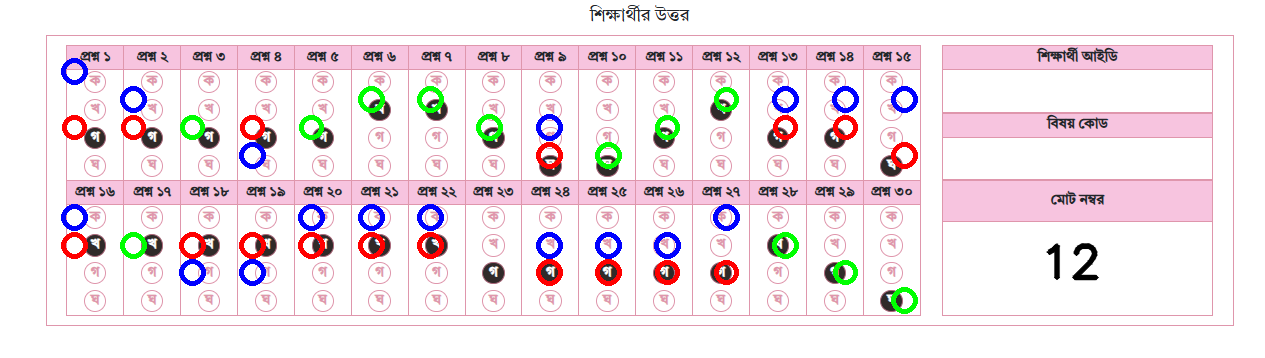 শিক্ষার্থীর উত্তর
প্রশ্ন ১ প্রশ্ন ২ প্রশ্ন ৩ প্রশ্ন ৪ প্রশ্ন ৫ প্রশ্ন ৬ প্রশ্ন ৭ প্রশ্ন ৮ প্রশ্ন ৯ প্রশ্ন ১০ প্রশ্ন ১১ প্রশ্ন ১২ প্রশ্ন ১৩ প্রশ্ন ১৪ প্রশ্ন ১৫ শিক্ষার্থী আইডি
ক ক ক ক ক ক ক ক ক ক ক ক ক ক ক
খ খ খ খ খ খ খ খ খ খ খ খ খ খ খ
বিষয় কোড
গ গ গ গ গ গ গ গ গ গ গ গ গ গ
ঘ ঘ ঘ ঘ ঘ ঘ ঘ ঘ ঘ ঘ ঘ ঘ ঘ ঘ ঘ
প্রশ্ন ১৬ প্রশ্ন ১৭ প্রশ্ন ১৮ প্রশ্ন ১৯ প্রশ্ন ২০ প্রশ্ন ২১ প্রশ্ন ২২ প্রশ্ন ২৩ প্রশ্ন ২৪ প্রশ্ন ২৫ প্রশ্ন ২৬ প্রশ্ন ২৭ প্রশ্ন ২৮ প্রশ্ন ২৯ প্রশ্ন ৩০ মোট নম্বর
ক ক ক ক ক ক ক ক ক ক ক ক ক ক ক
খ খ খ খ খ খ খ খ খ খ খ খ খ খ খ
12
গ গ গ গ গ গ গ গ গ গ গ গ গ গ গ
ঘ ঘ ঘ ঘ ঘ ঘ ঘ ঘ ঘ ঘ ঘ ঘ ঘ ঘ ঘ